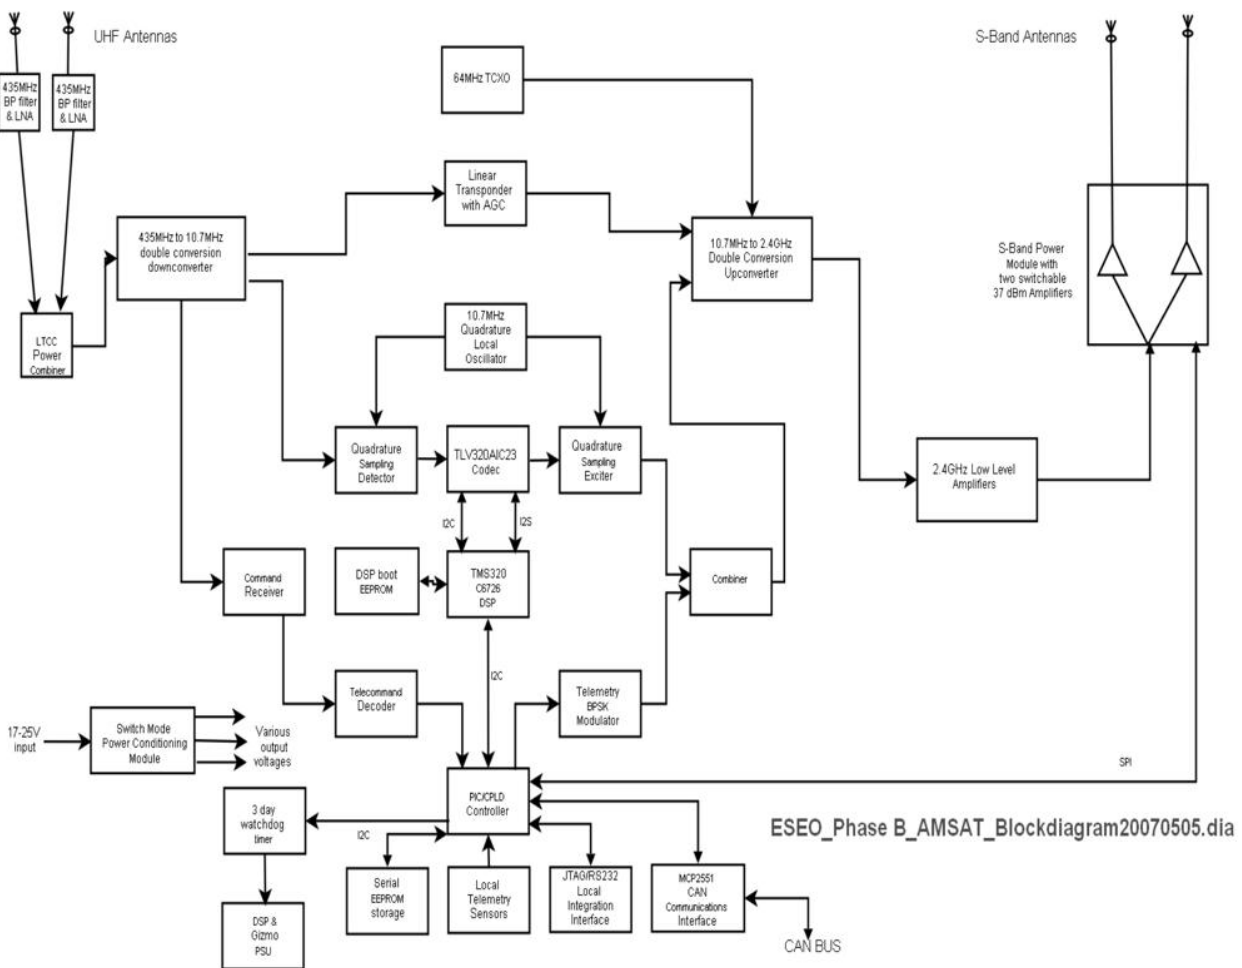 UHF Antennas
S-Band Antennas
435MHz
BP filter
& LNA
435MHz
BP filter
& LNA
64MHz TCXO
Linear
Transponder
with AGC
435MHz to 10.7MHz
double conversion
downconverter
10.7MHz to 2.4GHz
Double Conversion
Upconverter
S-Band Power
Module with
two switchable
37 dBm Amplifiers
LTCC
Power
Combiner
10.7MHz
Quadrature
Local
Oscillator
Quadrature
Sampling
Detector
TLV320AIC23
Codec
Quadrature
Sampling
Exciter
2.4GHz Low Level
Amplifiers
I2C
I2S
Command
Receiver
DSP boot
EEPROM
TMS320
C6726
DSP
Combiner
I2C
Telecommand
Decoder
Telemetry
BPSK
Modulator
17-25V
input
Switch Mode
Power Conditioning
Module
Various
output
voltages
SPI
PIC/CPLD
Controller
3 day
watchdog
timer
I2C
ESEO_Phase B_AMSAT_Blockdiagram20070505.dia
Serial
EEPROM
storage
Local
Telemetry
Sensors
JTAG/RS232
Local
Integration
Interface
MCP2551
CAN
Communications
Interface
DSP &
Gizmo
PSU
CAN BUS